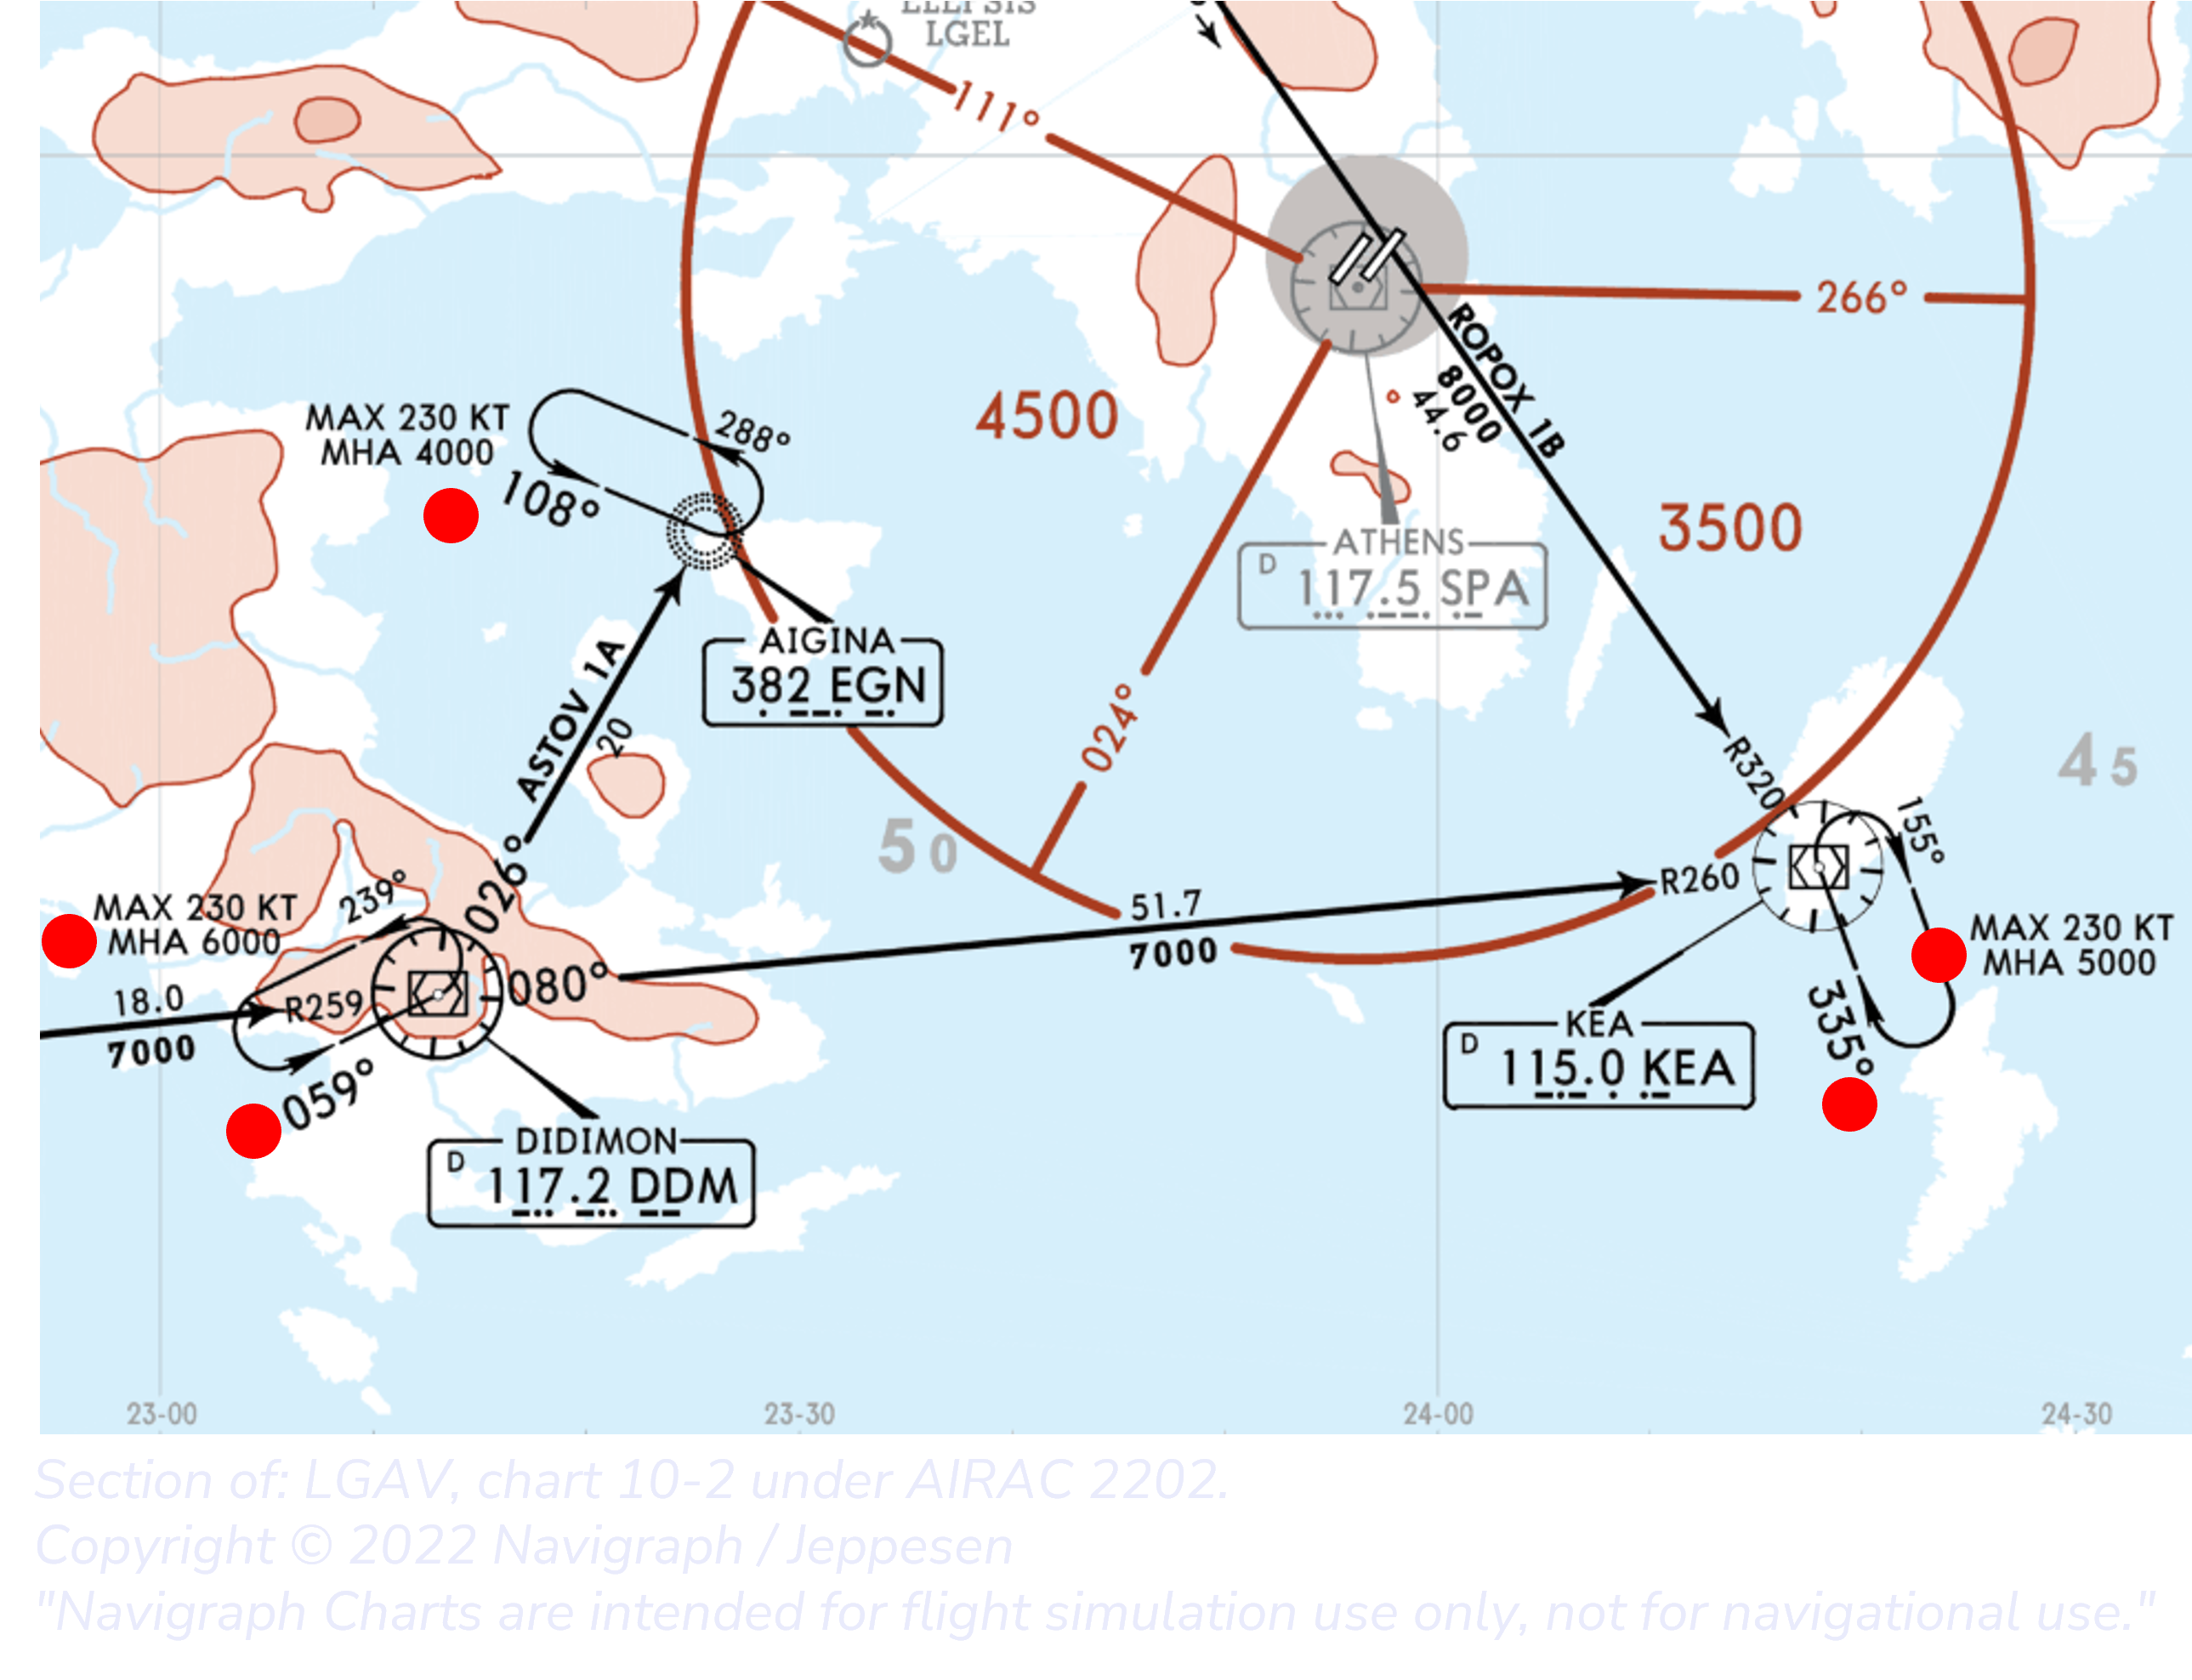 LGEL
111°
266°
ROPOX 1B
8000
44.6
MAX 230 KT
MHA 4000
288°
108°
4500
3500
ATHENS
D 117.5 SPA
AIGINA
382 EGN
ASTOV 1A
20
024°
R320
45
50
155°
026°
239°
MAX 230 KT
MHA 6000
51.7
7000
R260
MAX 230 KT
MHA 5000
18.0
7000
R259
080°
335°
KEA
D 115.0 KEA
059°
DIDIMON
D 117.2 DDM
23-00
23-30
24-00
24-30
Section of: LGAV, chart 10-2 under AIRAC 2202.
Copyright © 2022 Navigraph / Jeppesen
"Navigraph Charts are intended for flight simulation use only, not for navigational use."